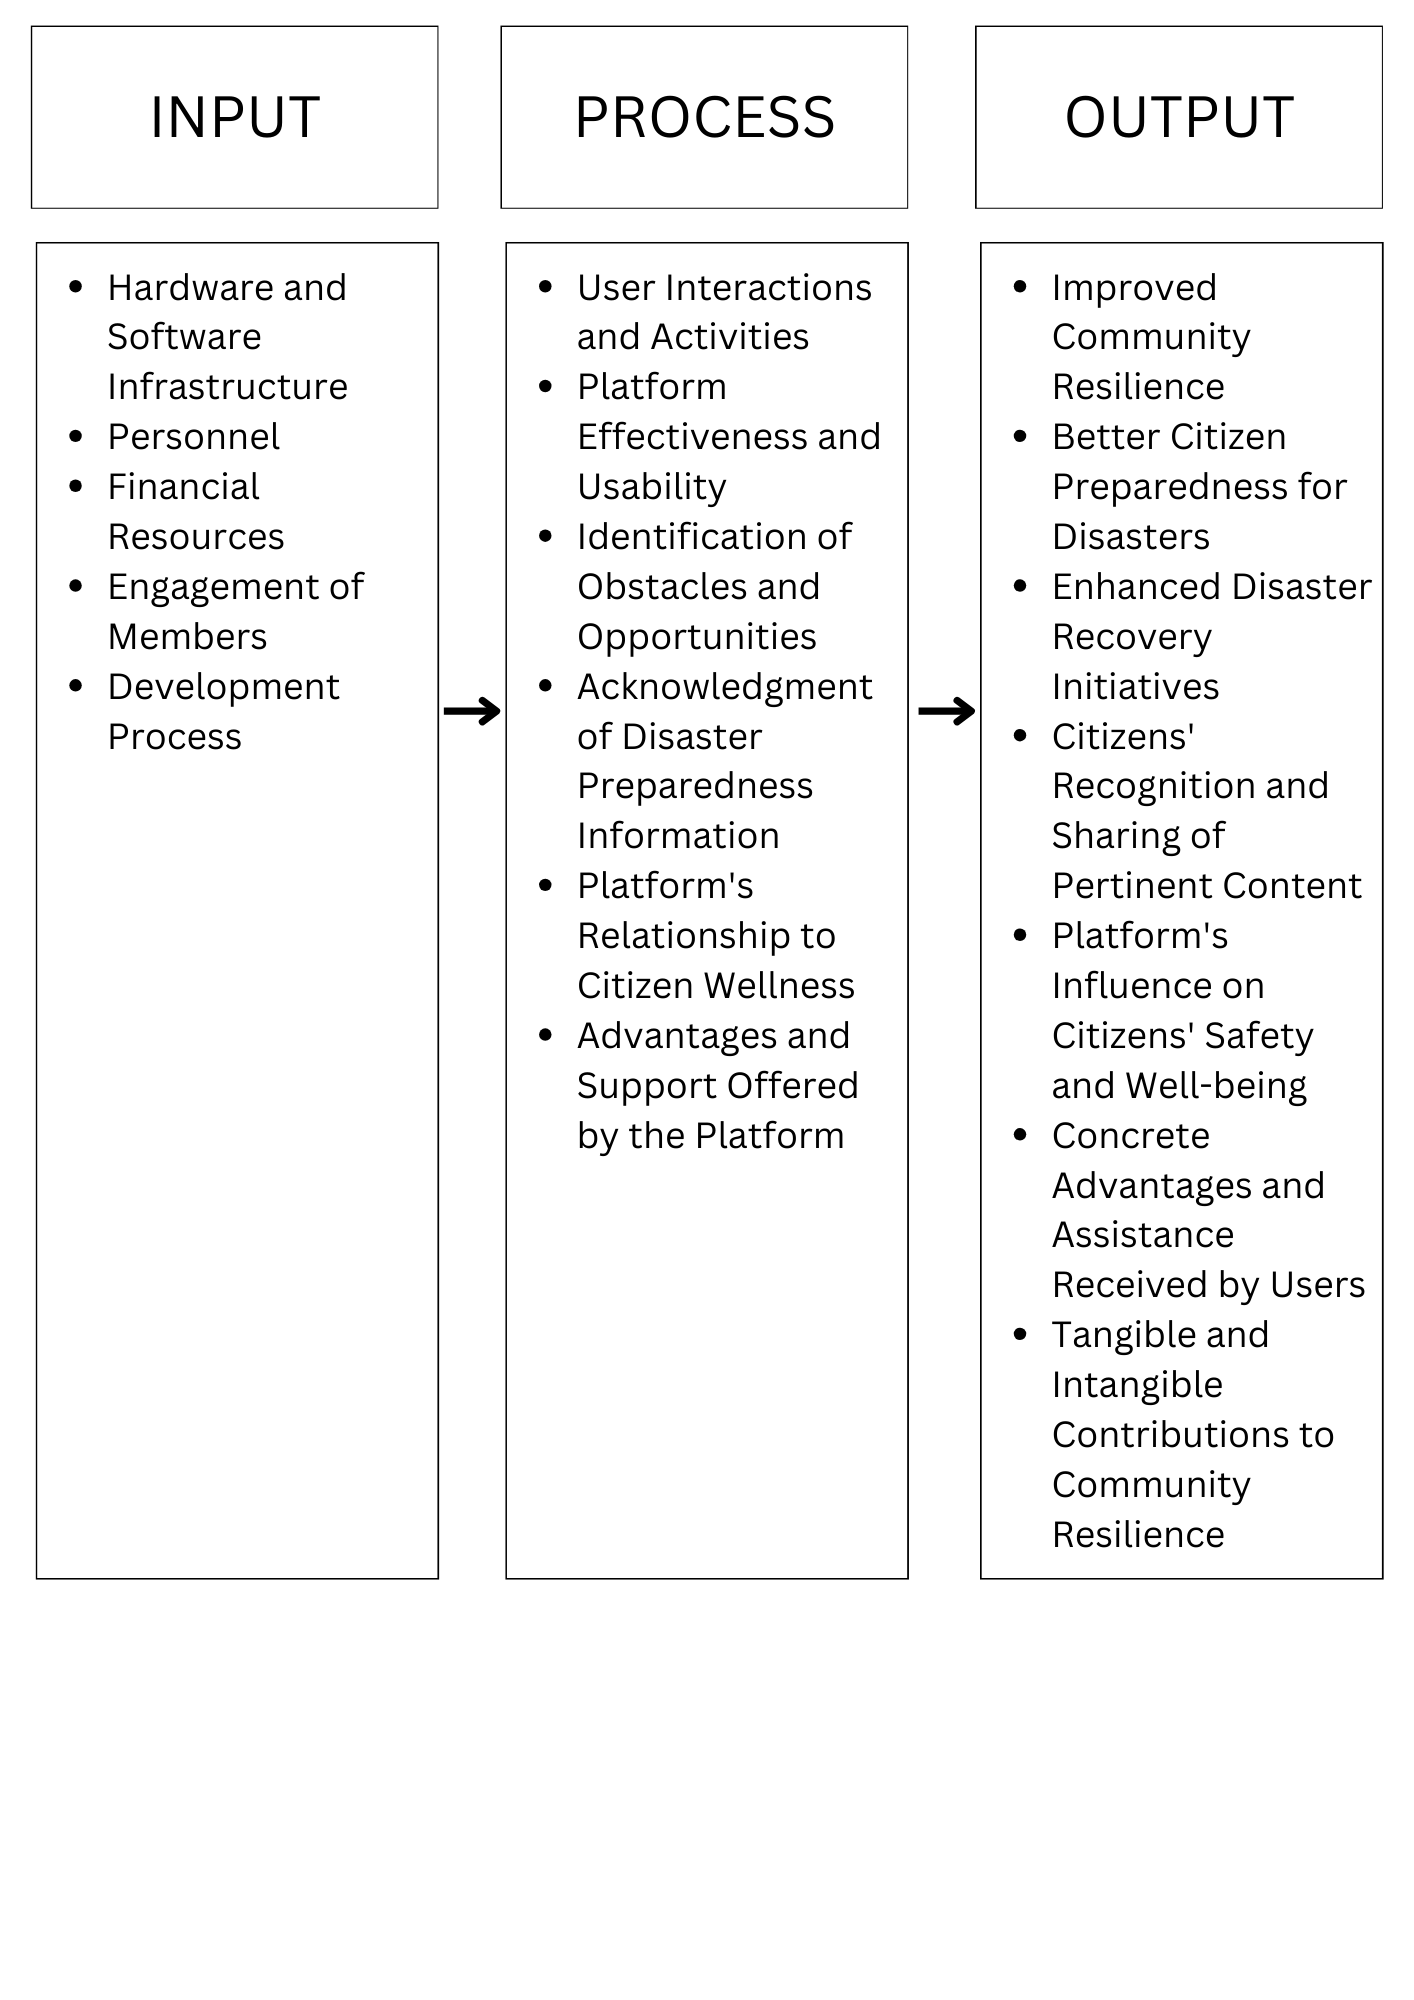 INPUT
PROCESS
OUTPUT
• Hardware and
Software
Infrastructure
• Personnel
• Financial
Resources
• Engagement of
Members
• Development
Process
• User Interactions
and Activities
• Platform
Effectiveness and
Usability
• Identification of
Obstacles and
Opportunities
• Acknowledgment
of Disaster
Preparedness
Information
• Platform's
Relationship to
Citizen Wellness
• Advantages and
Support Offered
by the Platform
• Improved
Community
Resilience
• Better Citizen
Preparedness for
Disasters
• Enhanced Disaster
Recovery
Initiatives
• Citizens'
Recognition and
Sharing of
Pertinent Content
• Platform's
Influence on
Citizens' Safety
and Well-being
• Concrete
Advantages and
Assistance
Received by Users
• Tangible and
Intangible
Contributions to
Community
Resilience